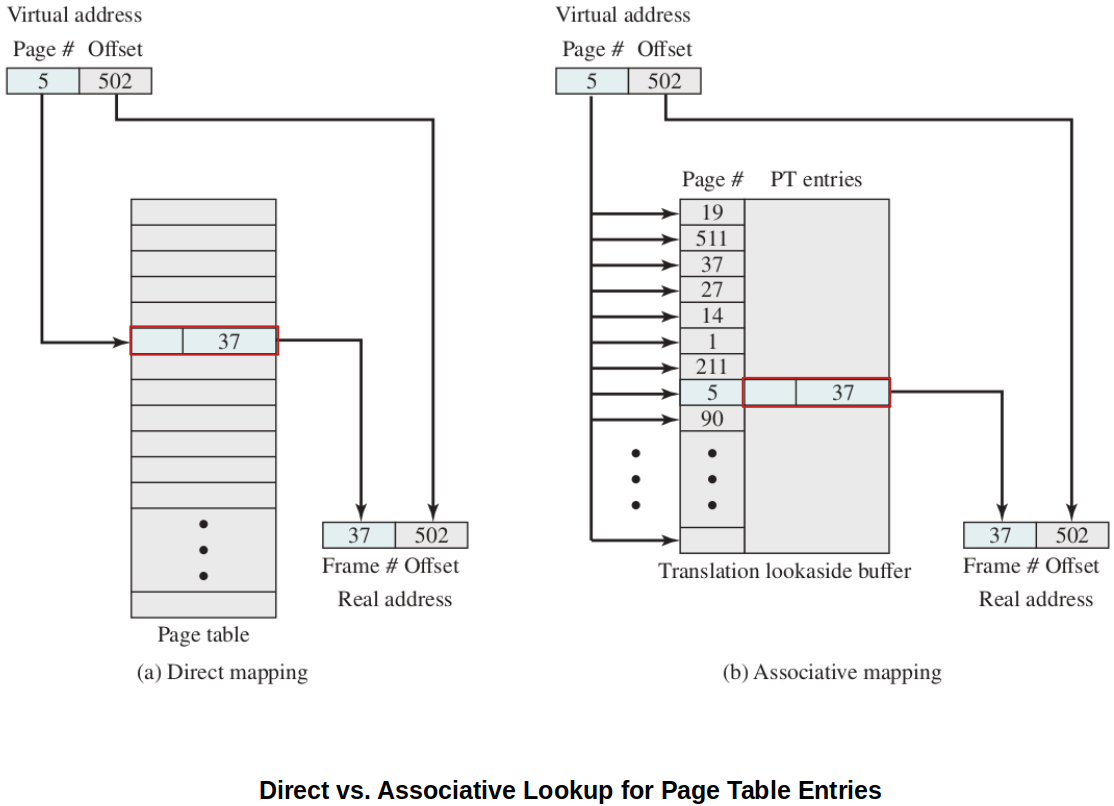 Virtual address
Page # Offset
5 502
37
37 502
Frame # Offset
Real address
Page table
(a) Direct mapping
Virtual address
Page # Offset
5 502
Page # PT entries
19
511
37
27
14
1
211
5 37
90
Translation lookaside buffer
37 502
Frame # Offset
Real address
(b) Associative mapping
Direct vs. Associative Lookup for Page Table Entries